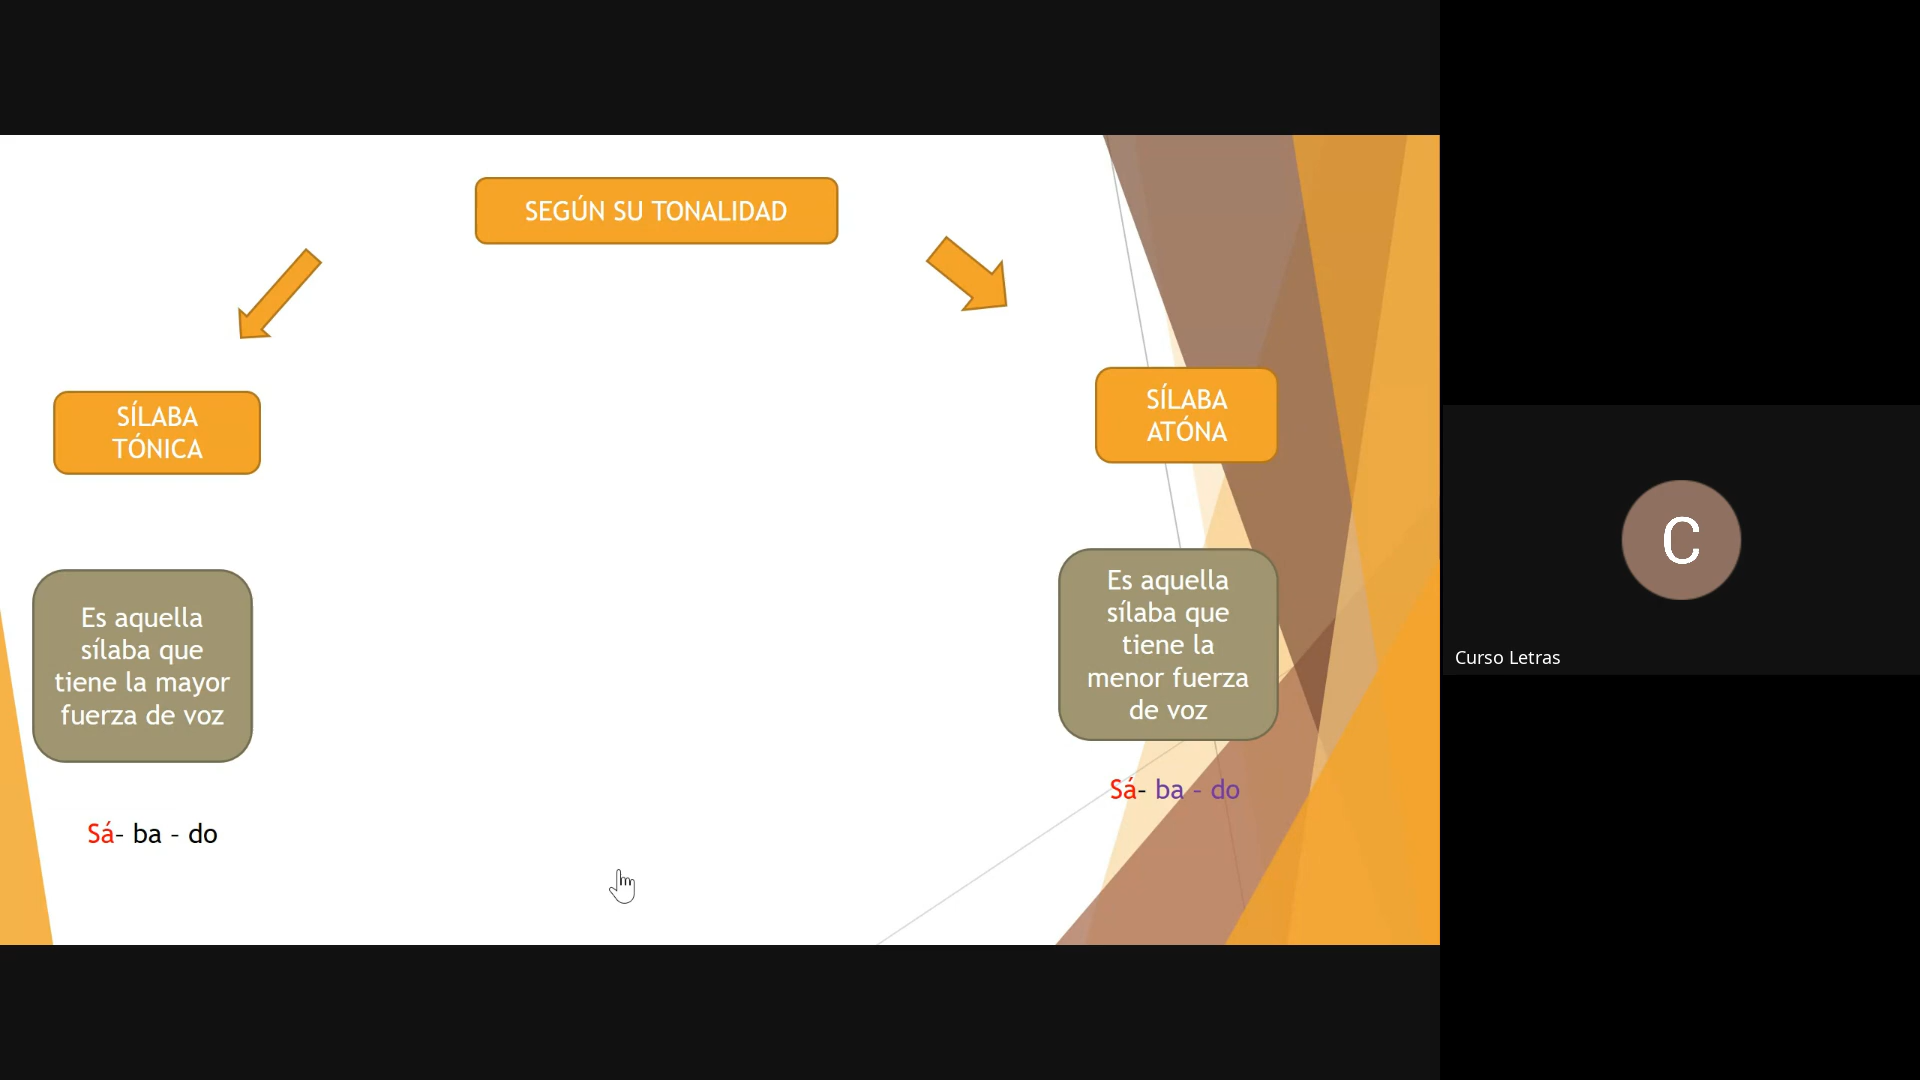 SEGÚN SU TONALIDAD
SÍLABA
TÓNICA
Es aquella
sílaba que
tiene la mayor
fuerza de voz
Sá- ba - do
SÍLABA
ATÓNA
Es aquella
sílaba que
tiene la
menor fuerza
de voz
Sá- ba - do
C
Curso Letras